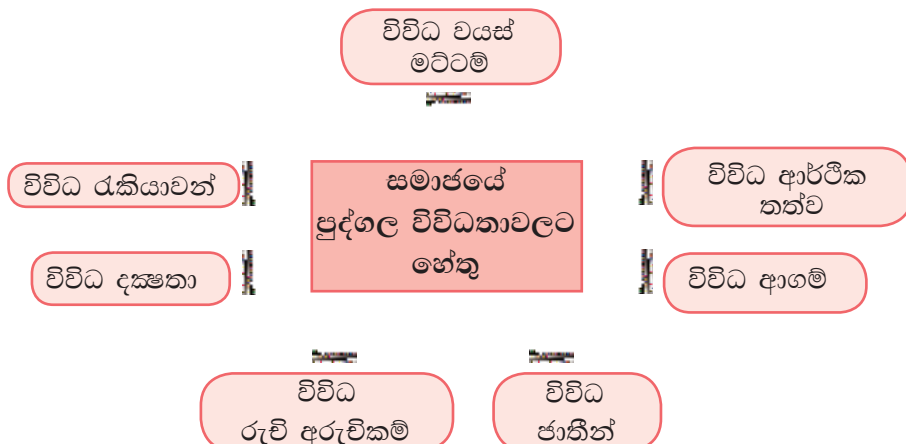 විවිධ වයස්
මට්ටම්
විවිධ රැකියාවන්
සමාජයේ
පුද්ගල විවිධතාවලට
හේතු
විවිධ ආර්ථික
තත්ව
විවිධ දක්‍ෂතා
විවිධ ආගම්
විවිධ
රුචි අරුචිකම්
විවිධ
ජාතීන්